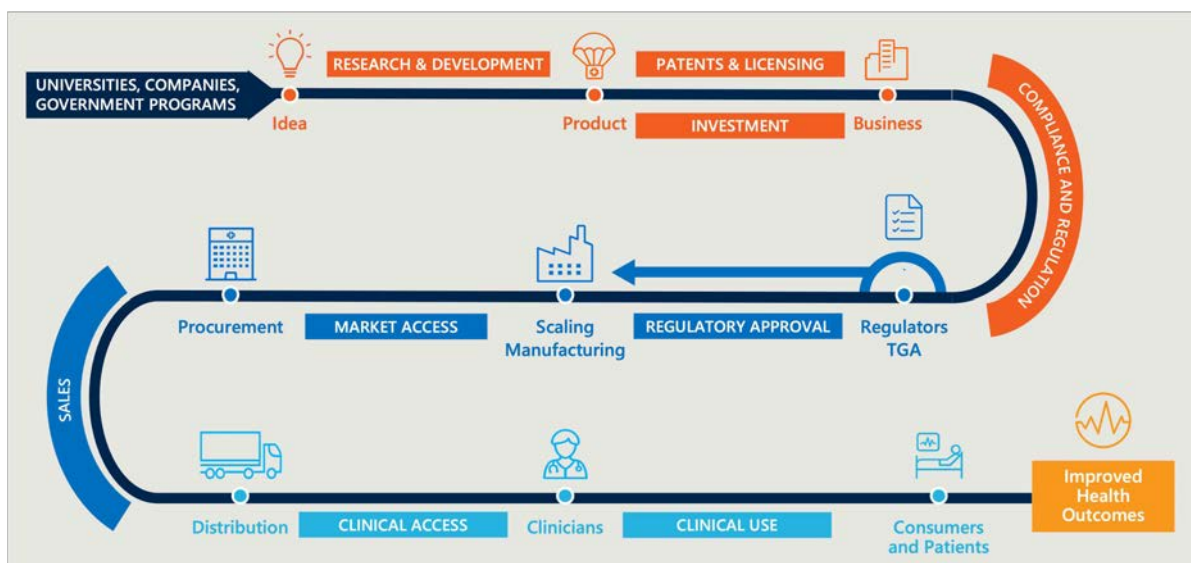 UNIVERSITIES, COMPANIES,
GOVERNMENT PROGRAMS
RESEARCH & DEVELOPMENT
PATENTS & LICENSING
Idea
Product
INVESTMENT
Business
COMPLIANCE AND REGULATION
Procurement
MARKET ACCESS
Scaling
Manufacturing
REGULATORY APPROVAL
Regulators
TGA
SALES
Distribution
CLINICAL ACCESS
Clinicians
CLINICAL USE
Consumers
and Patients
Improved
Health
Outcomes